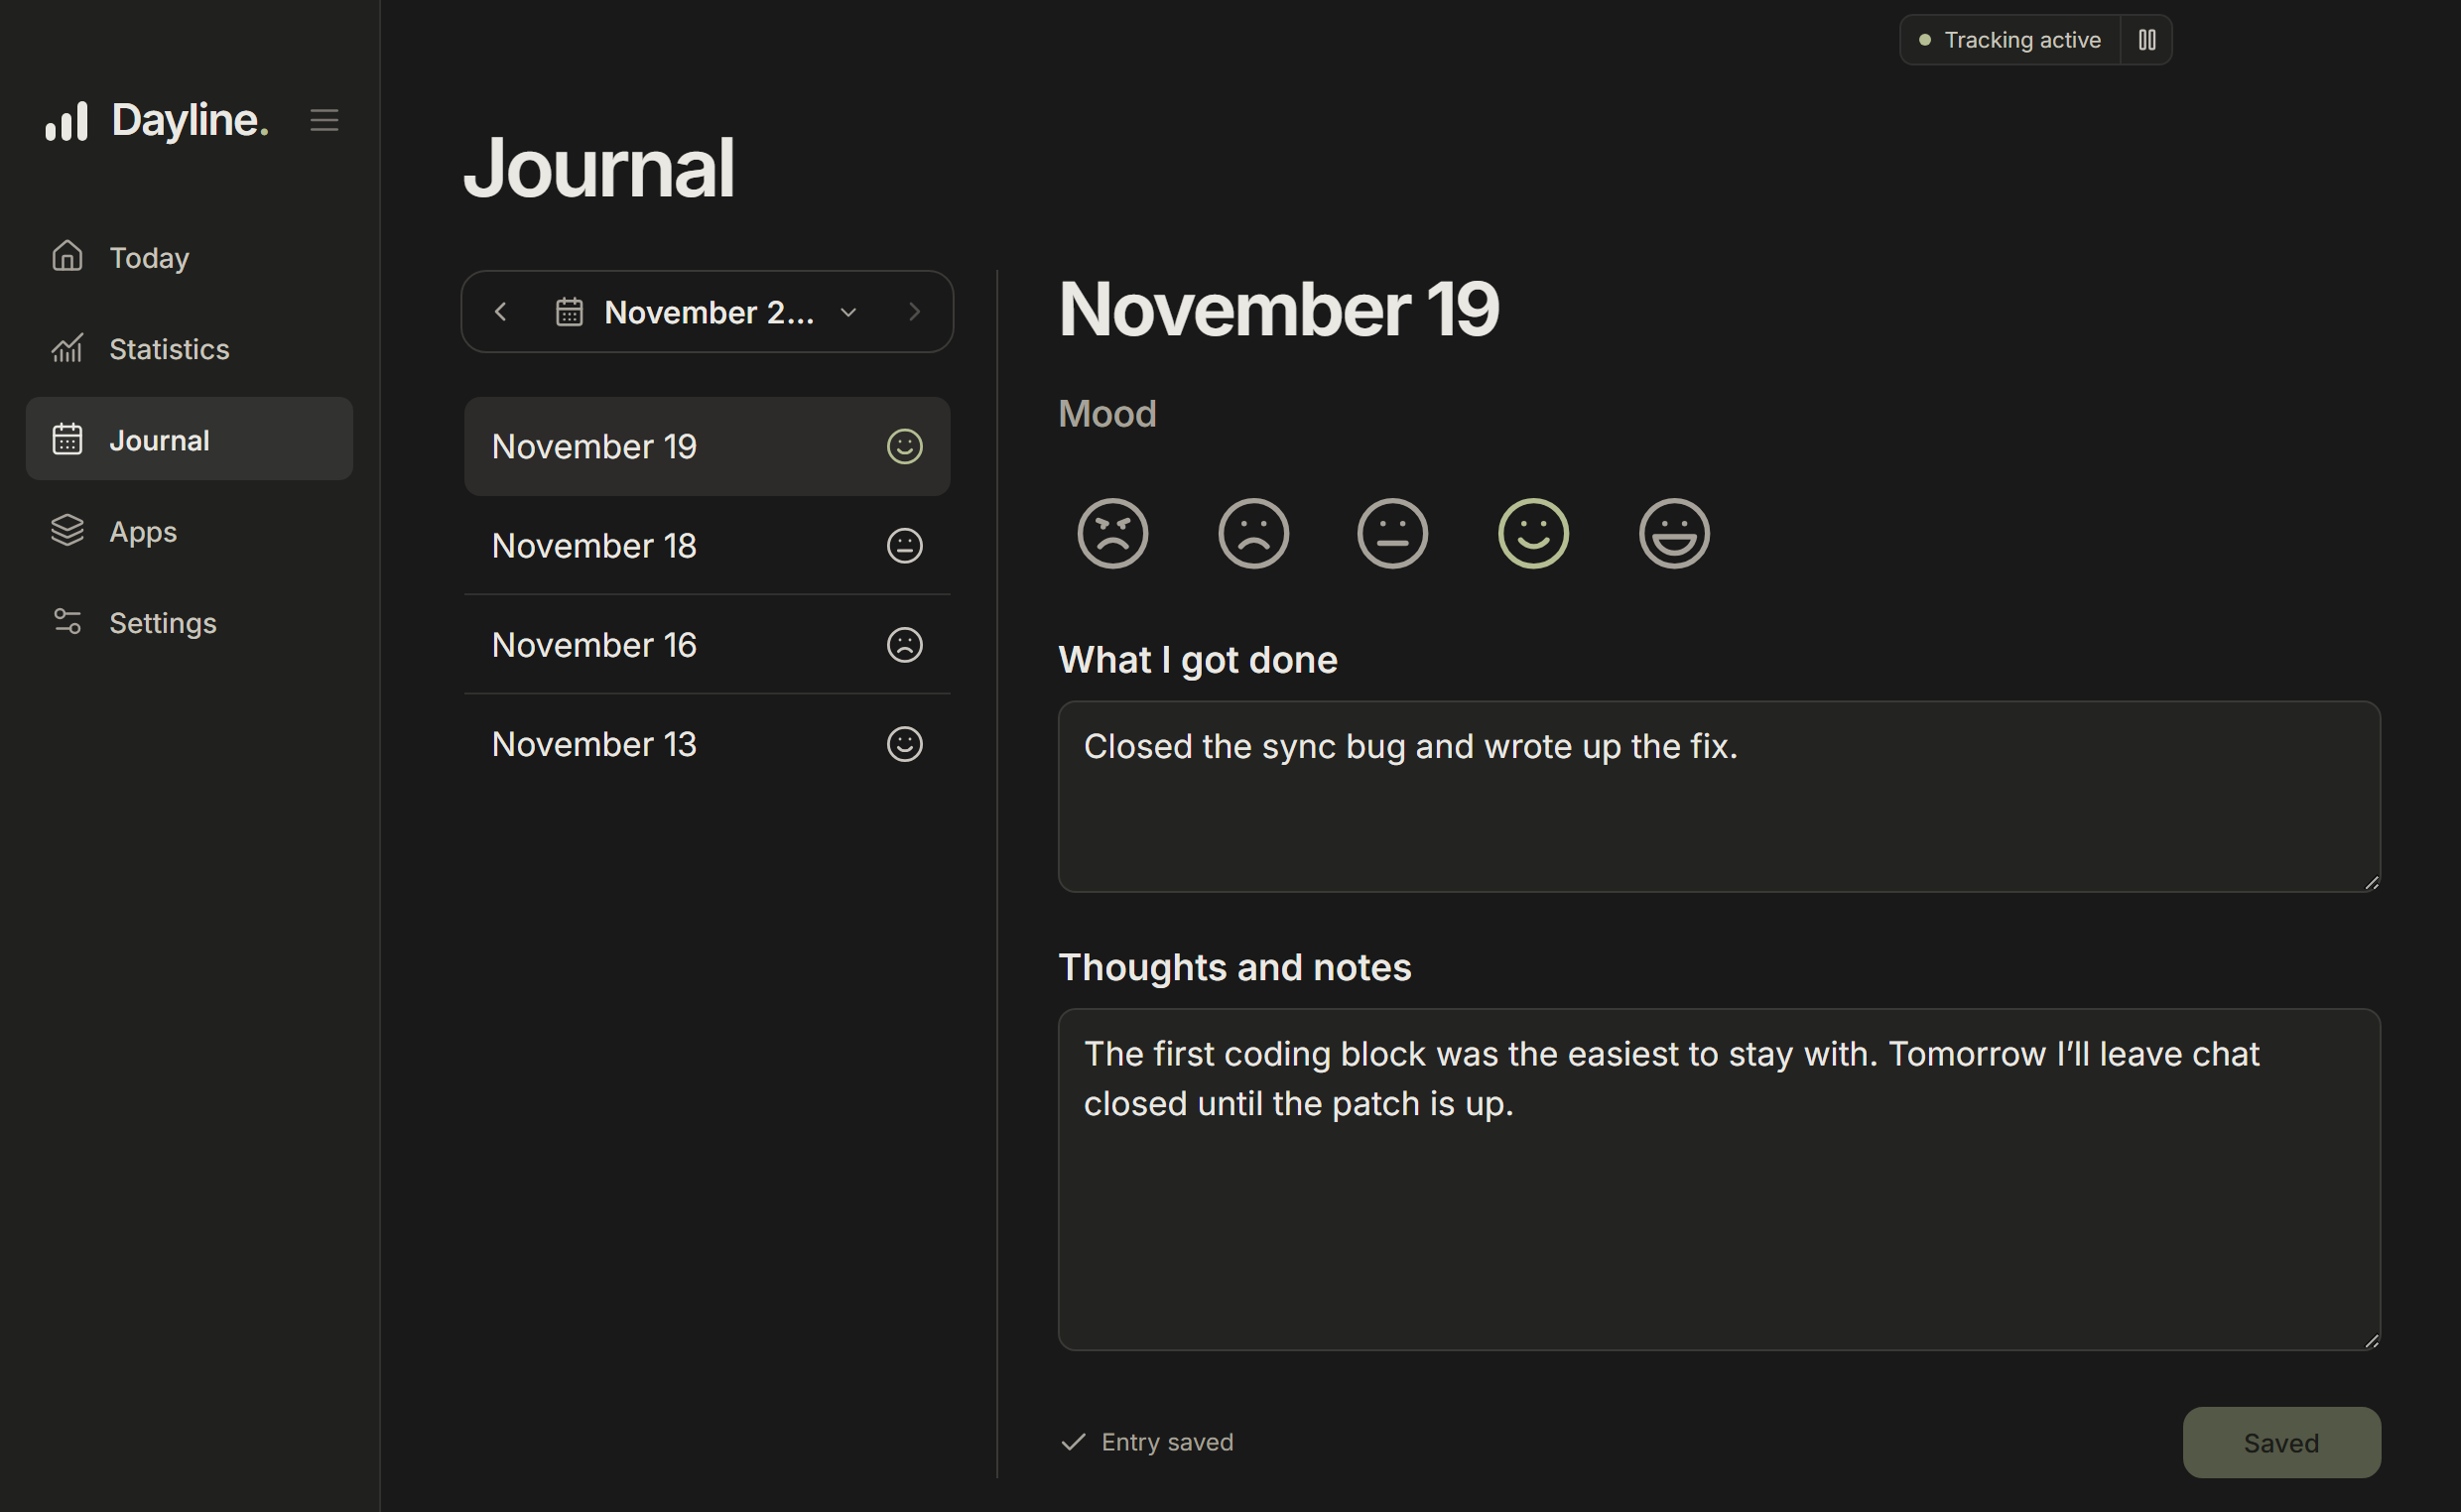 Dayline.
Today
Statistics
Journal
Apps
Settings
Tracking active
Journal
November 2...
November 19
November 18
November 16
November 13
November 19
Mood
What I got done
Closed the sync bug and wrote up the fix.
Thoughts and notes
The first coding block was the easiest to stay with. Tomorrow I’ll leave chat
closed until the patch is up.
Entry saved
Saved